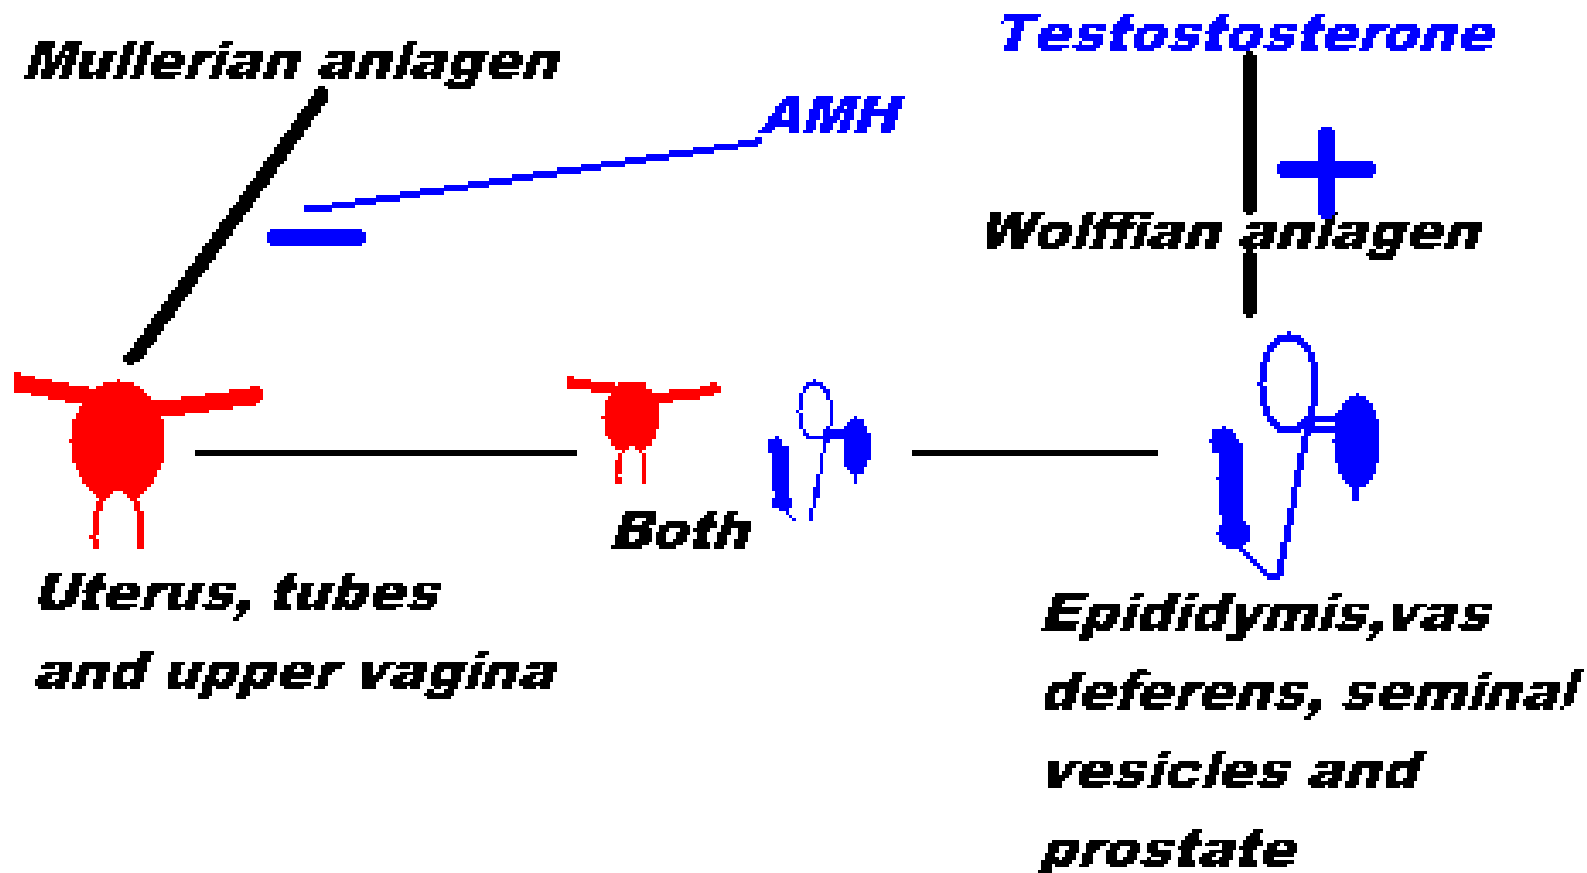 Mullerian anlagen
AMH
Testostosterone
Wolffian anlagen
Both
Uterus, tubes
and upper vagina
Epididymis,vas
deferens, seminal
vesicles and
prostate